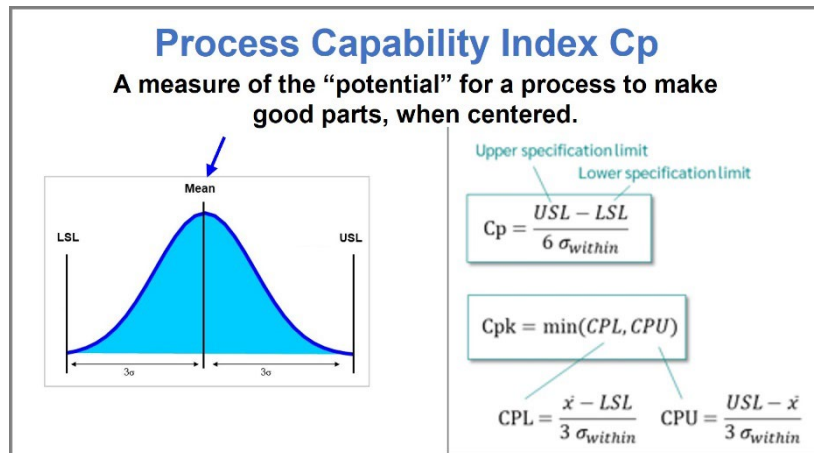 Process Capability Index Cp
A measure of the “potential” for a process to make
good parts, when centered.
Mean
LSL
USL
3σ
3σ
Upper specification limit
Lower specification limit
Cp = (USL − LSL) / (6 σwithin)
Cpk = min(CPL, CPU)
CPL = (x̄ − LSL) / (3 σwithin)
CPU = (USL − x̄) / (3 σwithin)